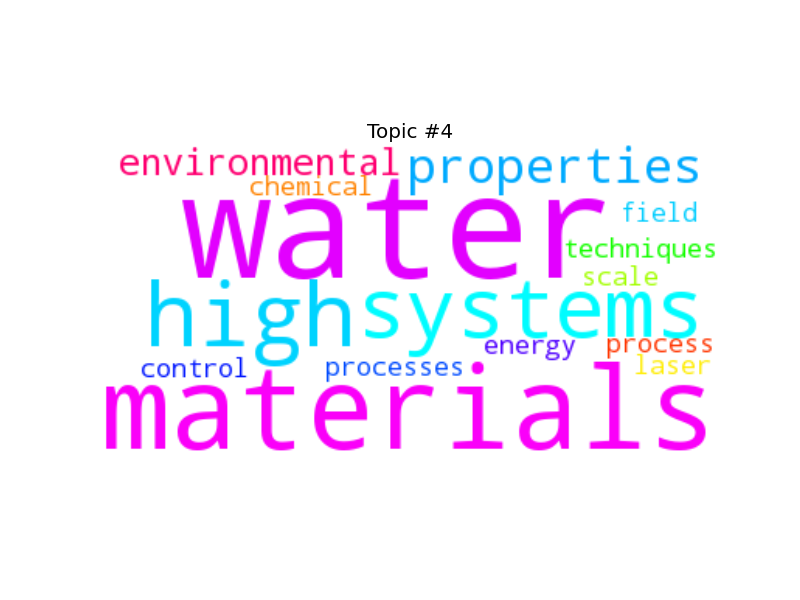 Topic #4
environmental properties
chemical
water
field
techniques
scale
high systems
energy process
control processes laser
materials